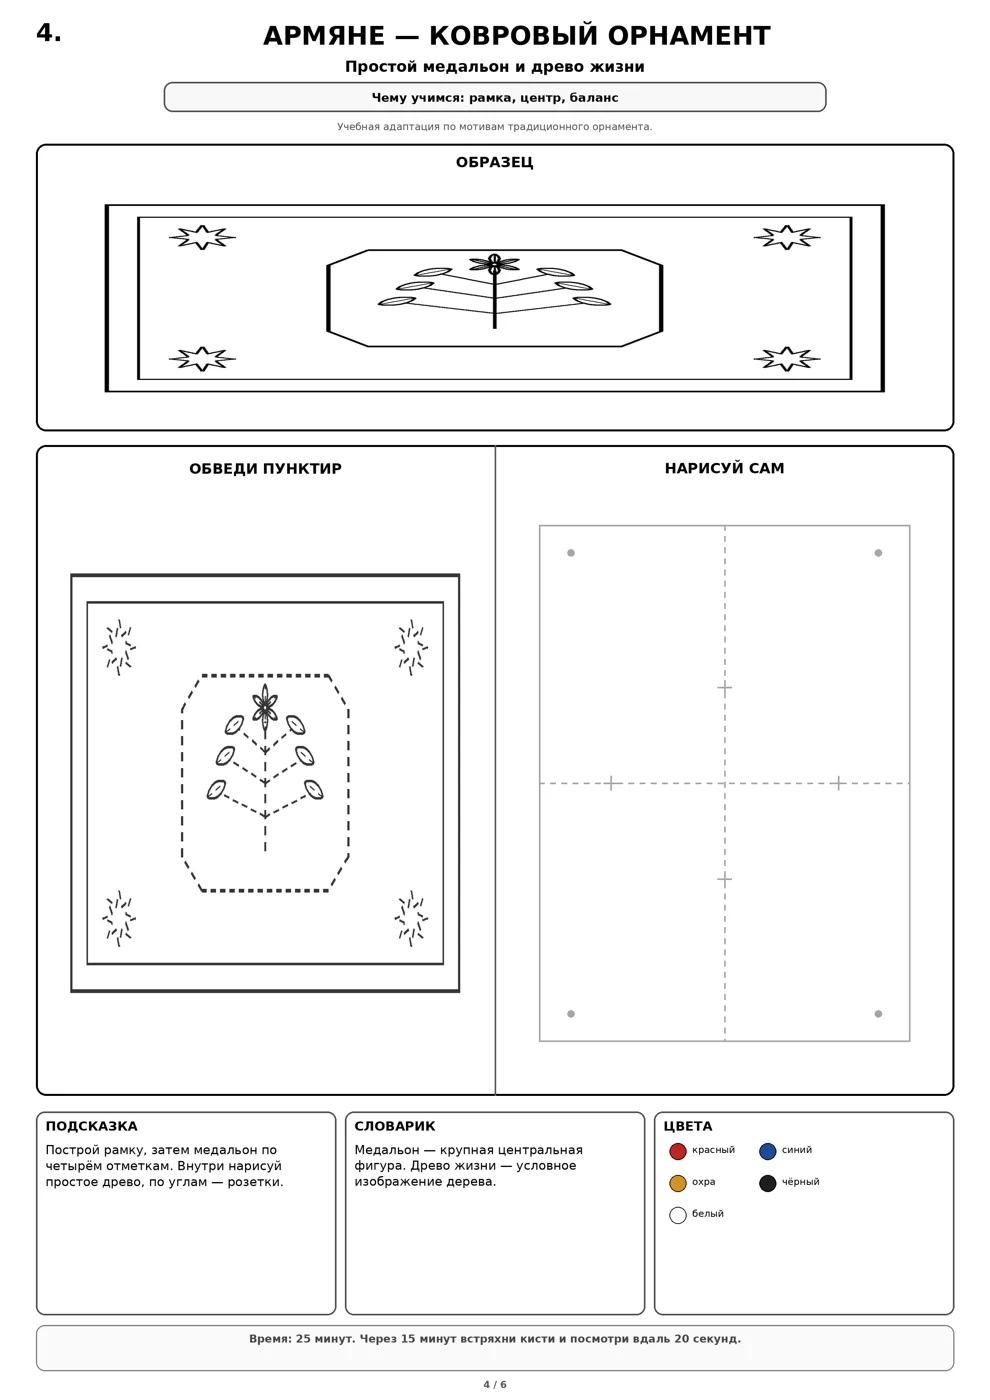 4.
АРМЯНЕ — КОВРОВЫЙ ОРНАМЕНТ
Простой медальон и древо жизни
Чему учимся: рамка, центр, баланс
Учебная адаптация по мотивам традиционного орнамента.
ОБРАЗЕЦ
ОБВЕДИ ПУНКТИР
НАРИСУЙ САМ
ПОДСКАЗКА
Построй рамку, затем медальон по
четырём отметкам. Внутри нарисуй
простое древо, по углам — розетки.
СЛОВАРИК
Медальон — крупная центральная
фигура. Древо жизни — условное
изображение дерева.
ЦВЕТА
красный
синий
охра
чёрный
белый
Время: 25 минут. Через 15 минут встряхни кисти и посмотри вдаль 20 секунд.
4 / 6